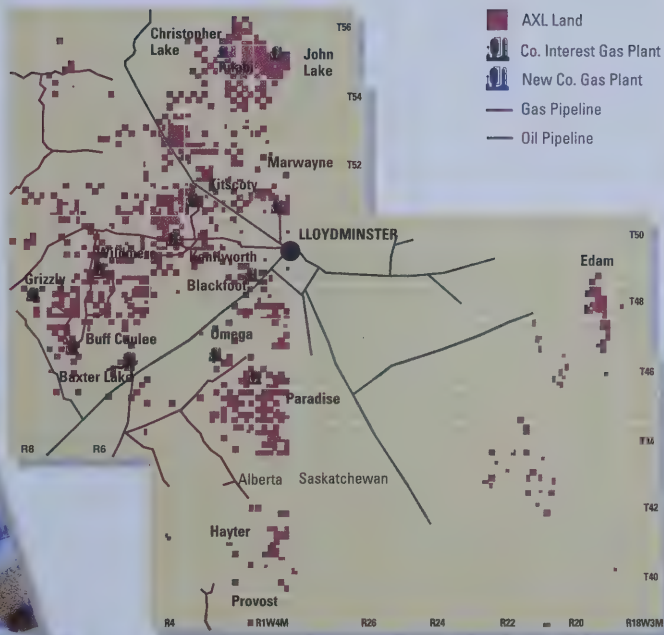 Christopher
Lake
T56
John
Lake
T54
Marwayne
T52
Kitscoty
LLOYDMINSTER
T50
Edam
Wildmere
Grizzly
Blackfoot
T48
Buff Coulee
Omega
Baxter Lake
T46
Paradise
T44
R8
R6
Alberta
Saskatchewan
T42
Hayter
T40
Provost
R4
R1W4M
R26
R24
R22
R20
R18W3M
AXL Land
Co. Interest Gas Plant
New Co. Gas Plant
Gas Pipeline
Oil Pipeline